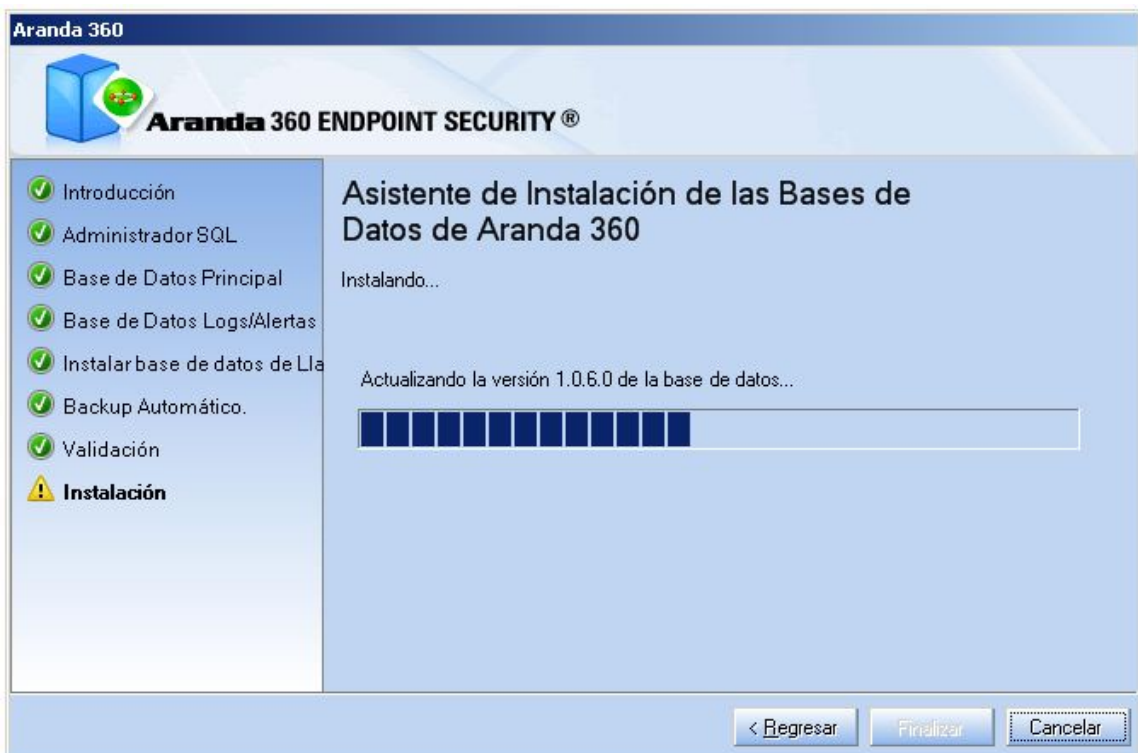 Aranda 360
Aranda 360 ENDPOINT SECURITY ®
Introducción
Administrador SQL
Base de Datos Principal
Base de Datos Logs/Alertas
Instalar base de datos de Lla
Backup Automático.
Validación
Instalación
Asistente de Instalación de las Bases de
Datos de Aranda 360
Instalando...
Actualizando la versión 1.0.6.0 de la base de datos...
< Regresar
Finalizar
Cancelar